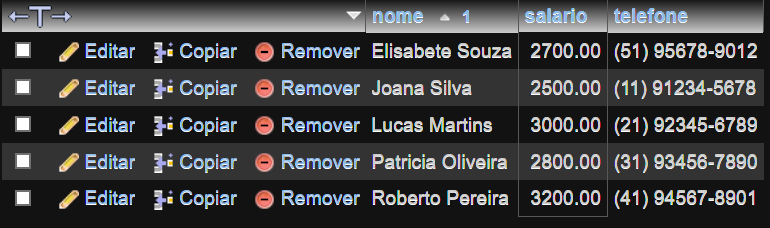 ←T→ nome 1 salario telefone
Editar Copiar Remover Elisabete Souza 2700.00 (51) 95678-9012
Editar Copiar Remover Joana Silva 2500.00 (11) 91234-5678
Editar Copiar Remover Lucas Martins 3000.00 (21) 92345-6789
Editar Copiar Remover Patricia Oliveira 2800.00 (31) 93456-7890
Editar Copiar Remover Roberto Pereira 3200.00 (41) 94567-8901